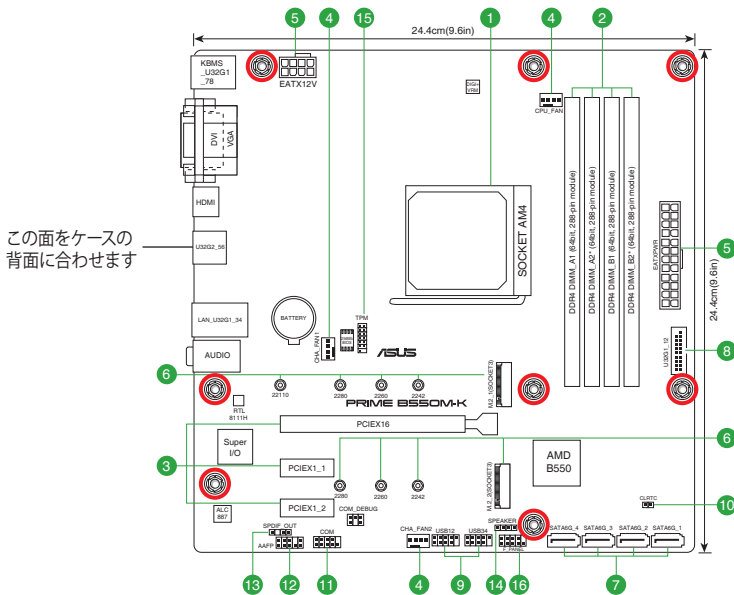 5
4
15
1
4
2
24.4cm(9.6in)
KBMS
_U32G1
_78
EATX12V
DIGI+
VRM
CPU_FAN
DVI
VGA
HDMI
この面をケースの
背面に合わせます
U32G2_56
SOCKET AM4
DDR4 DIMM_A1 (64bit, 288-pin module)
DDR4 DIMM_A2* (64bit, 288-pin module)
DDR4 DIMM_B1 (64bit, 288-pin module)
DDR4 DIMM_B2* (64bit, 288-pin module)
EATXPWR
5
24.4cm(9.6in)
LAN_U32G1_34
BATTERY
TPM
CHA_FAN1
ASUS
U32G1_12
8
AUDIO
6
22110
2280
2260
2242
M.2_1(SOCKET3)
RTL
8111H
PRIME B550M-K
PCIEX16
6
Super
I/O
AMD
B550
3
PCIEX1_1
2280
2260
2242
M.2_2(SOCKET3)
CLRTC
10
PCIEX1_2
ALC
887
COM_DEBUG
SPDIF_OUT
AAFP
COM
CHA_FAN2
USB12
USB34
SPEAKER
F_PANEL
SATA6G_4
SATA6G_3
SATA6G_2
SATA6G_1
13
12
11
4
9
14
16
7